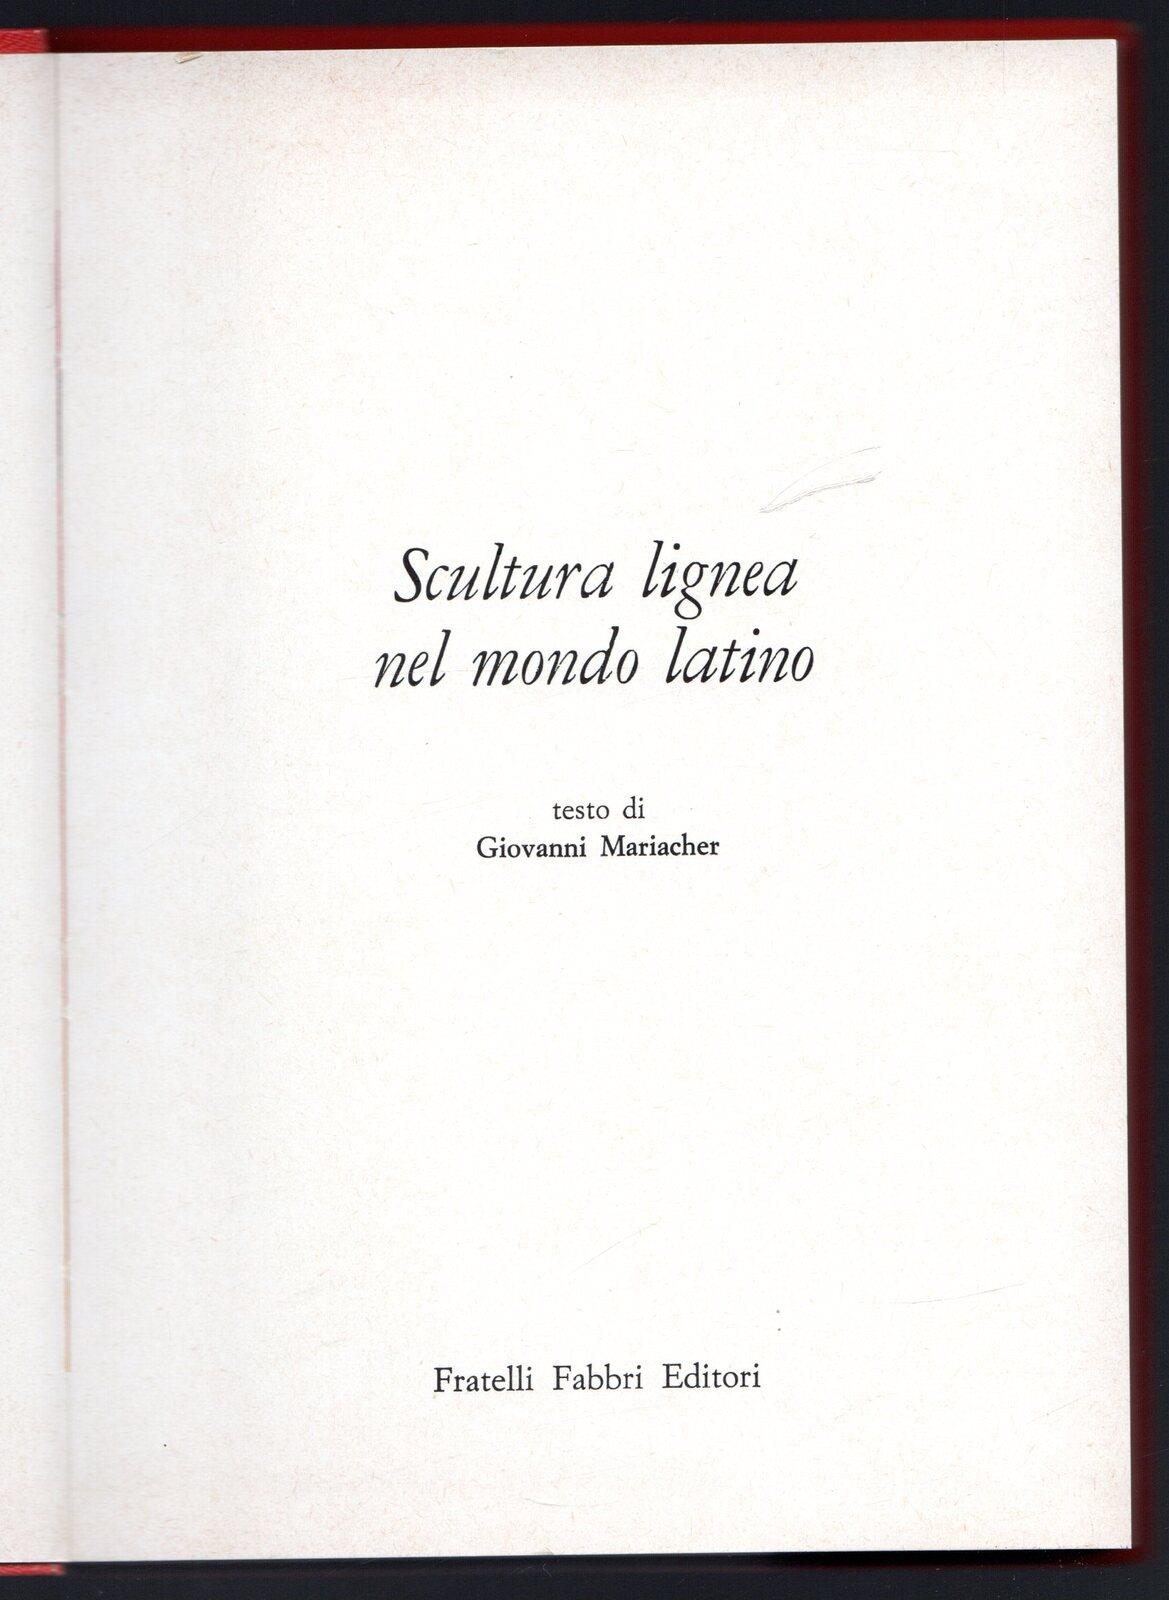 Scultura lignea
nel mondo latino
testo di
Giovanni Mariacher
Fratelli Fabbri Editori